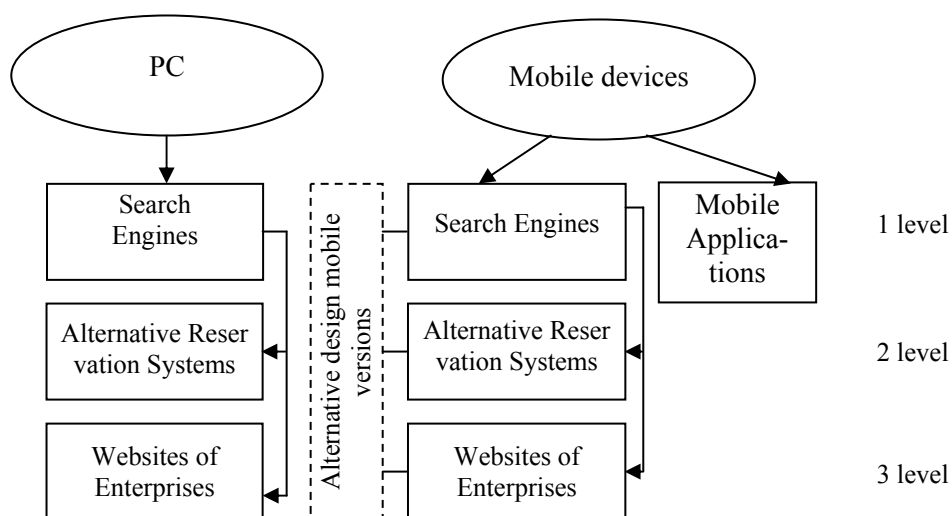 PC
Mobile devices
Search
Engines
Alternative design mobile
versions
Search Engines
Mobile
Applica-
tions
1 level
Alternative Reser
vation Systems
Alternative Reser
vation Systems
2 level
Websites of
Enterprises
Websites of
Enterprises
3 level